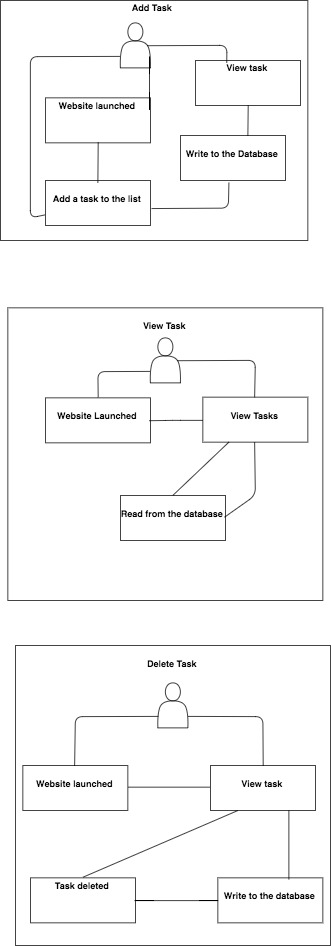 Add Task
View task
Website launched
Write to the Database
Add a task to the list
View Task
Website Launched
View Tasks
Read from the database
Delete Task
Website launched
View task
Task deleted
Write to the database